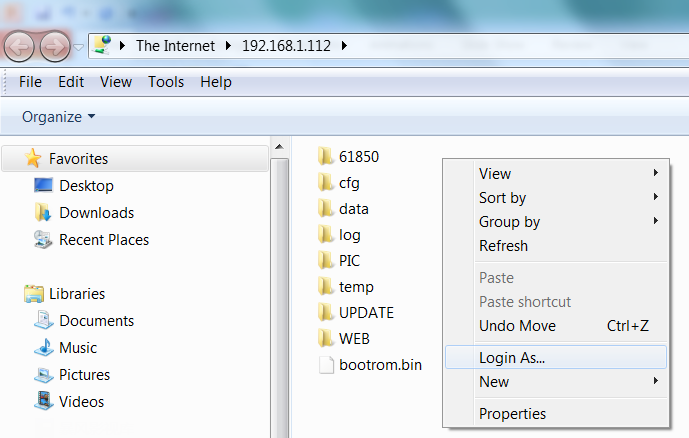 The Internet 192.168.1.112
File Edit View Tools Help
Organize
Favorites
Desktop
Downloads
Recent Places
Libraries
Documents
Music
Pictures
Videos
61850
cfg
data
log
PIC
temp
UPDATE
WEB
bootrom.bin
View
Sort by
Group by
Refresh
Paste
Paste shortcut
Undo Move Ctrl+Z
Login As...
New
Properties